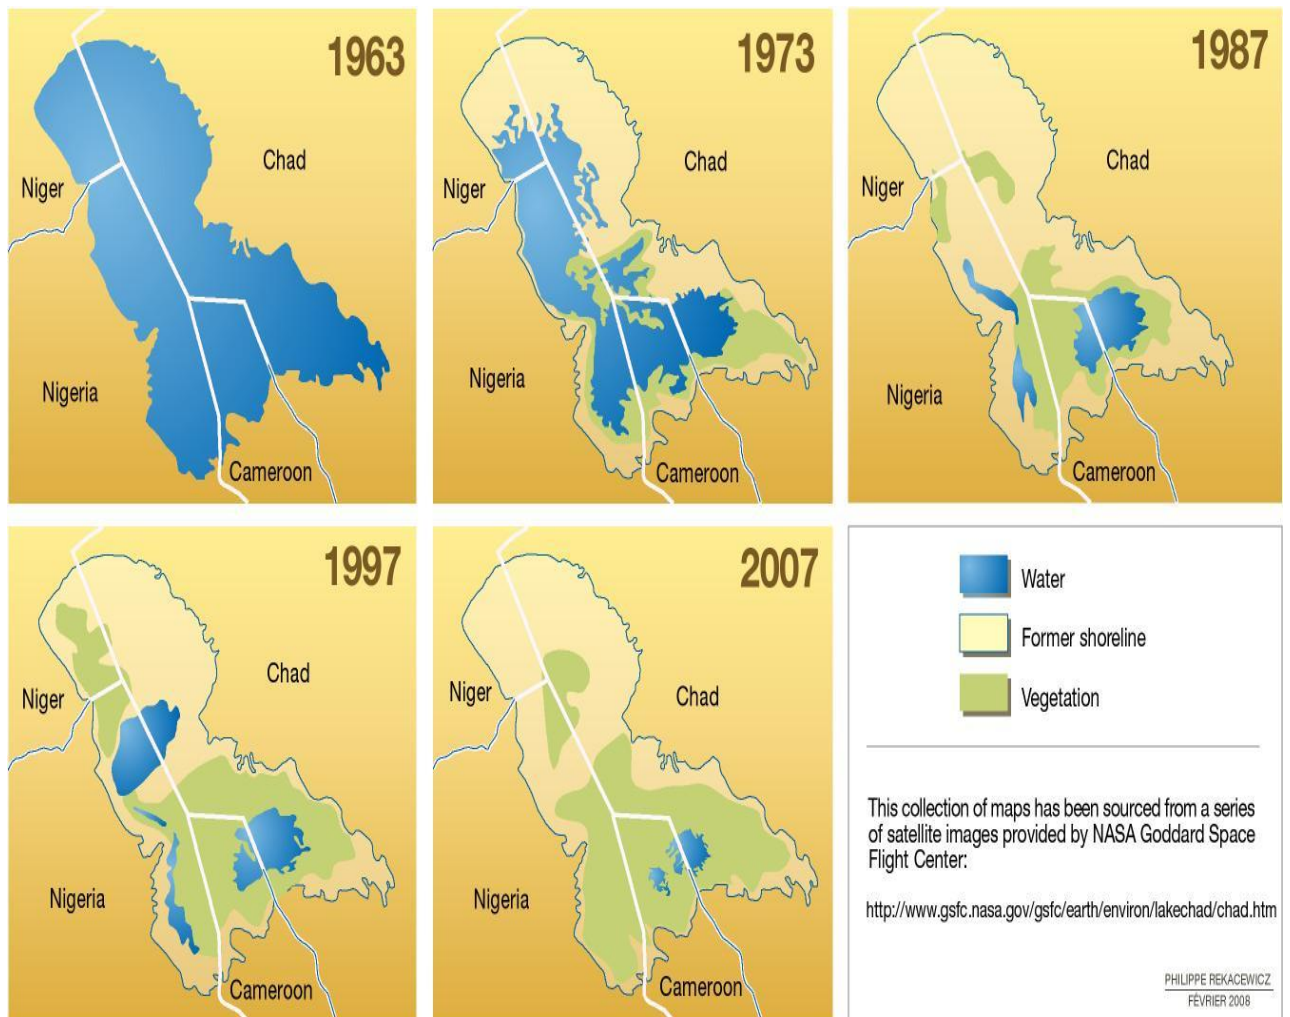 1963
Chad
Niger
Nigeria
Cameroon
1973
Chad
Niger
Nigeria
Cameroon
1987
Chad
Niger
Nigeria
Cameroon
1997
Chad
Niger
Nigeria
Cameroon
2007
Chad
Niger
Nigeria
Cameroon
Water
Former shoreline
Vegetation
This collection of maps has been sourced from a series
of satellite images provided by NASA Goddard Space
Flight Center:
http://www.gsfc.nasa.gov/gsfc/earth/environ/lakechad/chad.htm
PHILIPPE REKACEWICZ
FÉVRIER 2008